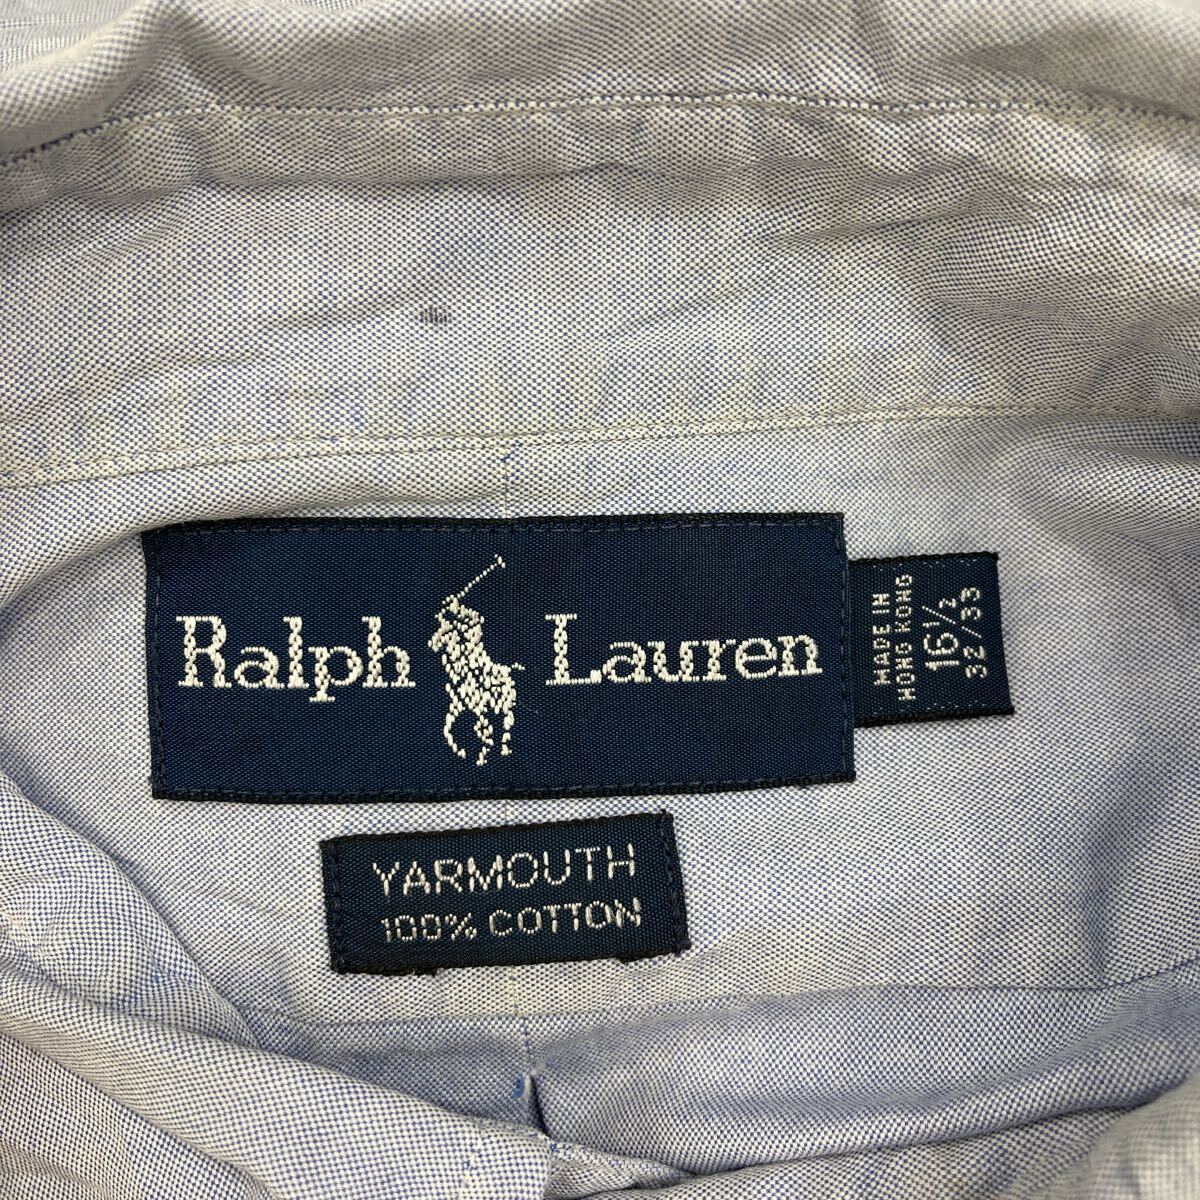 Ralph Lauren
MADE IN
HONG KONG
16½
32/33
YARMOUTH
100% COTTON